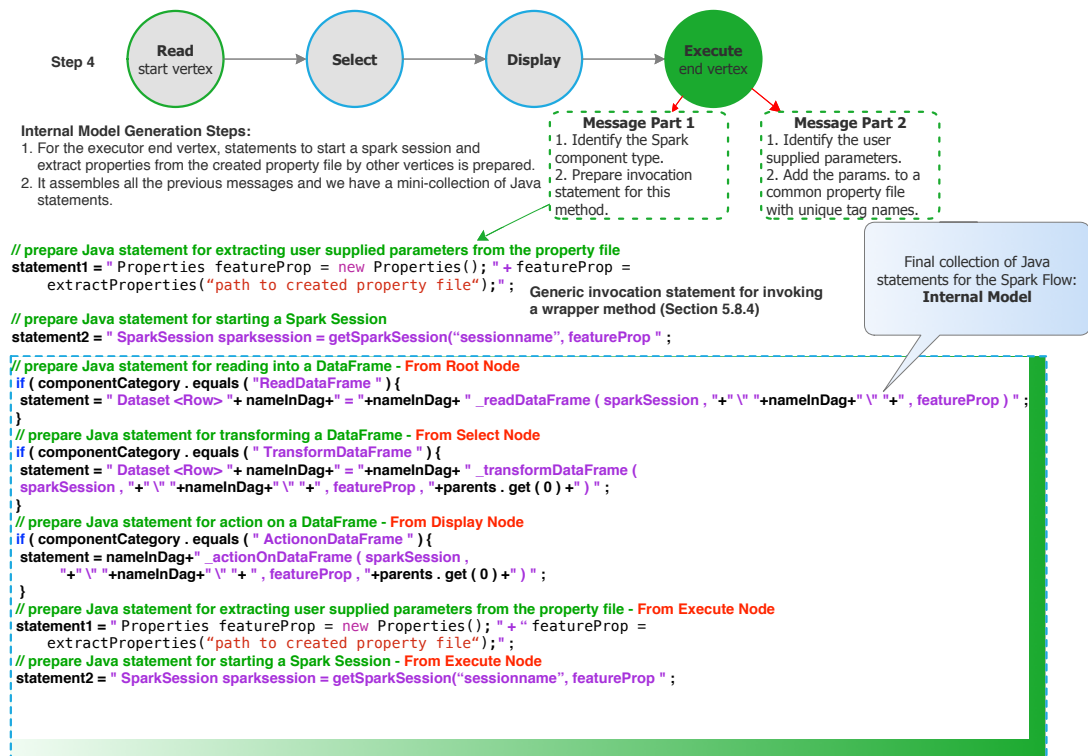 Step 4
Read
start vertex
Select
Display
Execute
end vertex
Internal Model Generation Steps:
1. For the executor end vertex, statements to start a spark session and
extract properties from the created property file by other vertices is prepared.
2. It assembles all the previous messages and we have a mini-collection of Java
statements.
Message Part 1
1. Identify the Spark
component type.
2. Prepare invocation
statement for this
method.
Message Part 2
1. Identify the user
supplied parameters.
2. Add the params. to a
common property file
with unique tag names.
Final collection of Java
statements for the Spark Flow:
Internal Model
// prepare Java statement for extracting user supplied parameters from the property file
statement1 = " Properties featureProp = new Properties(); " + featureProp =
extractProperties(“path to created property file“);" ;
Generic invocation statement for invoking
a wrapper method (Section 5.8.4)
// prepare Java statement for starting a Spark Session
statement2 = " SparkSession sparksession = getSparkSession(“sessionname”, featureProp " ;
// prepare Java statement for reading into a DataFrame - From Root Node
if ( componentCategory . equals ( "ReadDataFrame " ) {
statement = " Dataset <Row> "+ nameInDag+" = "+nameInDag+ " _readDataFrame ( sparkSession , "+" \" "+nameInDag+" \" "+" , featureProp ) " ;
}
// prepare Java statement for transforming a DataFrame - From Select Node
if ( componentCategory . equals ( " TransformDataFrame " ) {
statement = " Dataset <Row> "+ nameInDag+" = "+nameInDag+ " _transformDataFrame (
sparkSession , "+" \" "+nameInDag+" \" "+" , featureProp , "+parents . get ( 0 ) +" ) " ;
}
// prepare Java statement for action on a DataFrame - From Display Node
if ( componentCategory . equals ( " ActiononDataFrame " ) {
statement = nameInDag+" _actionOnDataFrame ( sparkSession ,
"+" \" "+nameInDag+" \" "+ " , featureProp , "+parents . get ( 0 ) +" ) " ;
}
// prepare Java statement for extracting user supplied parameters from the property file - From Execute Node
statement1 = " Properties featureProp = new Properties(); " + “ featureProp =
extractProperties(“path to created property file“);" ;
// prepare Java statement for starting a Spark Session - From Execute Node
statement2 = " SparkSession sparksession = getSparkSession(“sessionname”, featureProp " ;